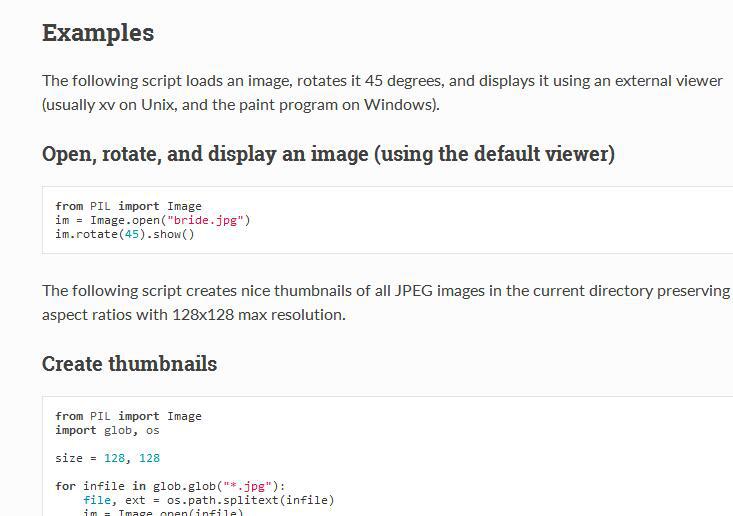 Examples
The following script loads an image, rotates it 45 degrees, and displays it using an external viewer
(usually xv on Unix, and the paint program on Windows).
Open, rotate, and display an image (using the default viewer)
from PIL import Image
im = Image.open("bride.jpg")
im.rotate(45).show()
The following script creates nice thumbnails of all JPEG images in the current directory preserving
aspect ratios with 128x128 max resolution.
Create thumbnails
from PIL import Image
import glob, os
size = 128, 128
for infile in glob.glob("*.jpg"):
    file, ext = os.path.splitext(infile)
    im = Image.open(infile)